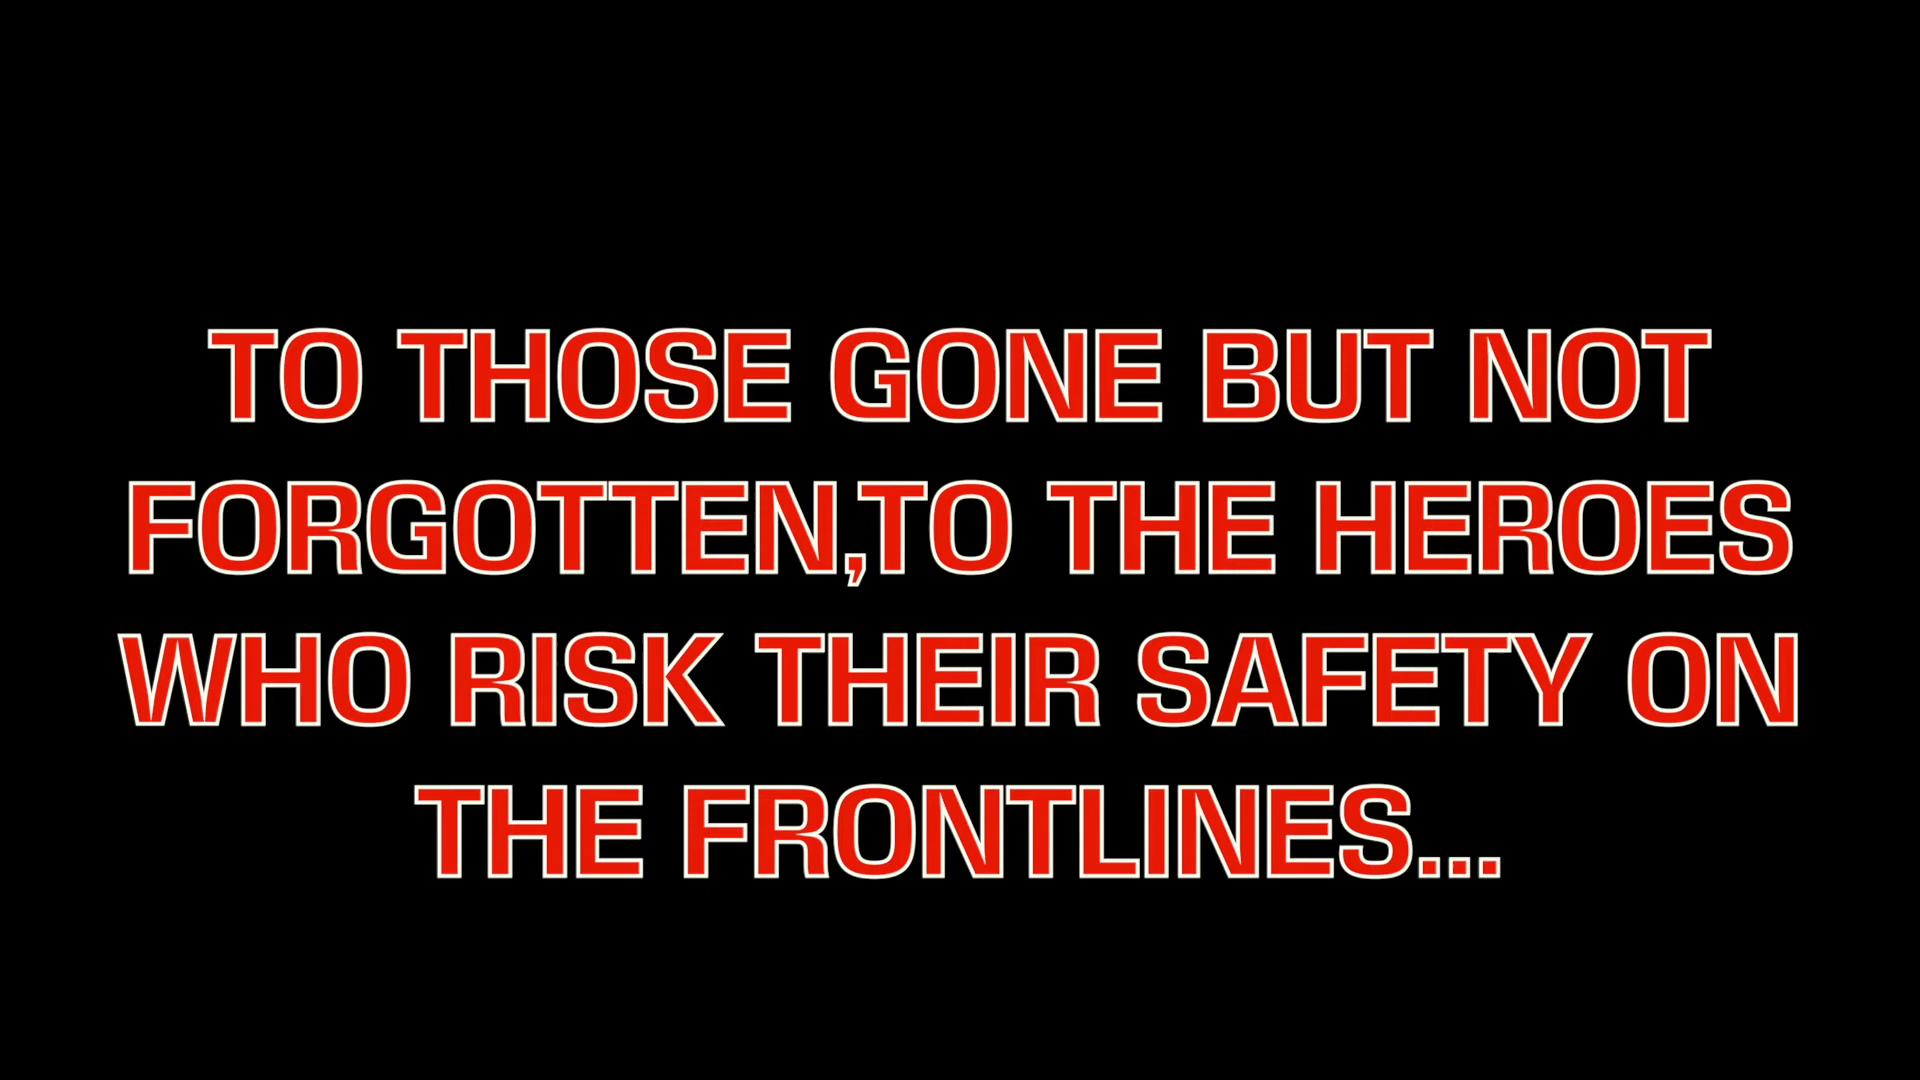 TO THOSE GONE BUT NOT
FORGOTTEN,TO THE HEROES
WHO RISK THEIR SAFETY ON
THE FRONTLINES...